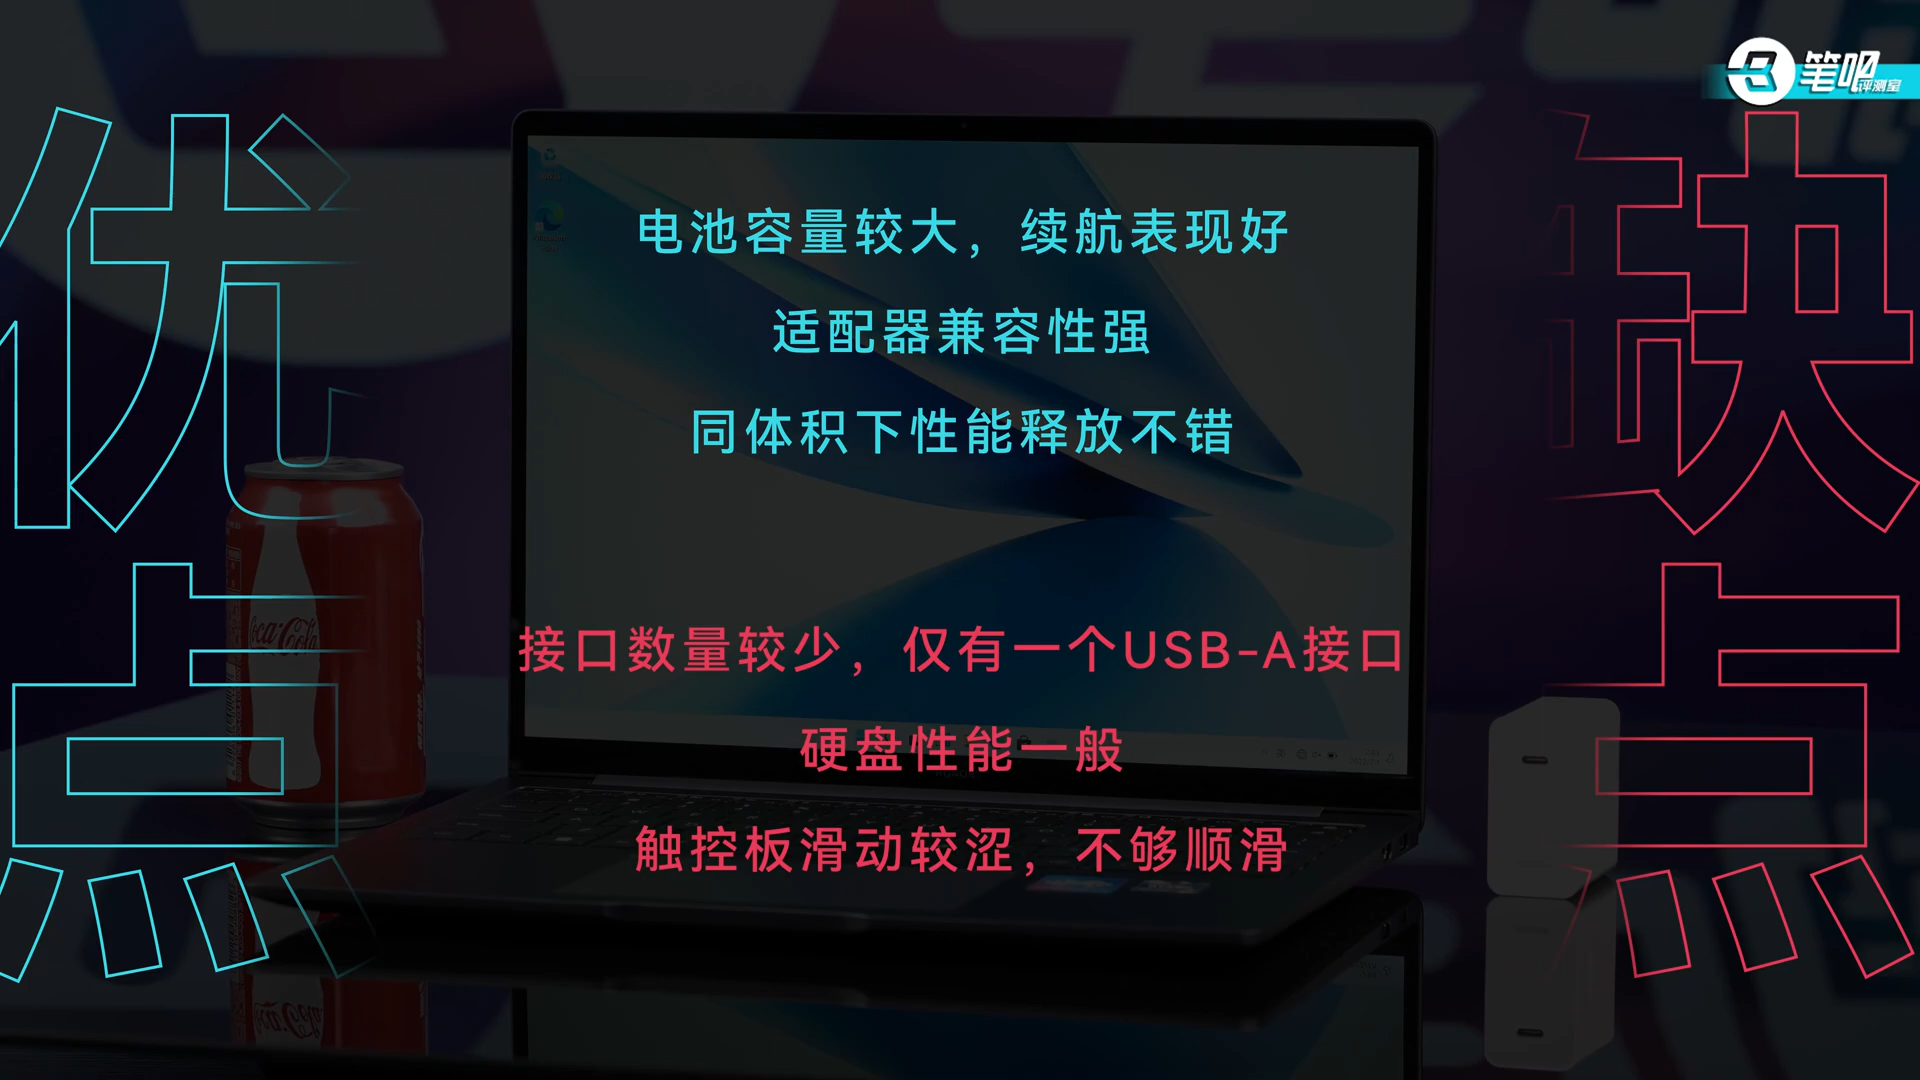 笔吧评测室
优点
缺点
电池容量较大，续航表现好
适配器兼容性强
同体积下性能释放不错
接口数量较少，仅有一个USB-A接口
硬盘性能一般
触控板滑动较涩，不够顺滑
Coca-Cola